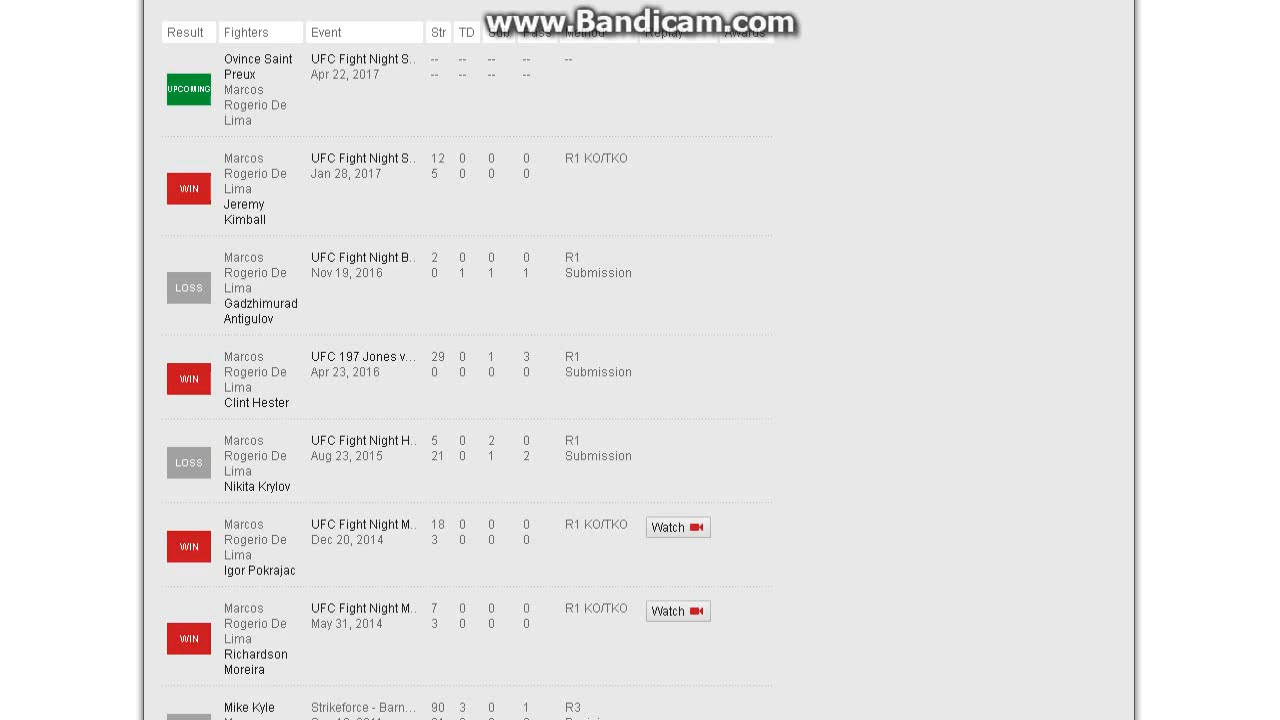 www.Bandicam.com
Result Fighters Event Str TD Sub Pass Method Replay Awards
Ovince Saint UFC Fight Night S.. -- -- -- -- --
Preux Apr 22, 2017 -- -- -- --
UPCOMING Marcos
Rogerio De
Lima
Marcos UFC Fight Night S.. 12 0 0 0 R1 KO/TKO
Rogerio De Jan 28, 2017 5 0 0 0
WIN Lima
Jeremy
Kimball
Marcos UFC Fight Night B.. 2 0 0 0 R1
Rogerio De Nov 19, 2016 0 1 1 1 Submission
LOSS Lima
Gadzhimurad
Antigulov
Marcos UFC 197 Jones v... 29 0 1 3 R1
Rogerio De Apr 23, 2016 0 0 0 0 Submission
WIN Lima
Clint Hester
Marcos UFC Fight Night H.. 5 0 2 0 R1
Rogerio De Aug 23, 2015 21 0 1 2 Submission
LOSS Lima
Nikita Krylov
Marcos UFC Fight Night M.. 18 0 0 0 R1 KO/TKO Watch
Rogerio De Dec 20, 2014 3 0 0 0
WIN Lima
Igor Pokrajac
Marcos UFC Fight Night M.. 7 0 0 0 R1 KO/TKO Watch
Rogerio De May 31, 2014 3 0 0 0
WIN Lima
Richardson
Moreira
Mike Kyle Strikeforce - Barn... 90 3 0 1 R3